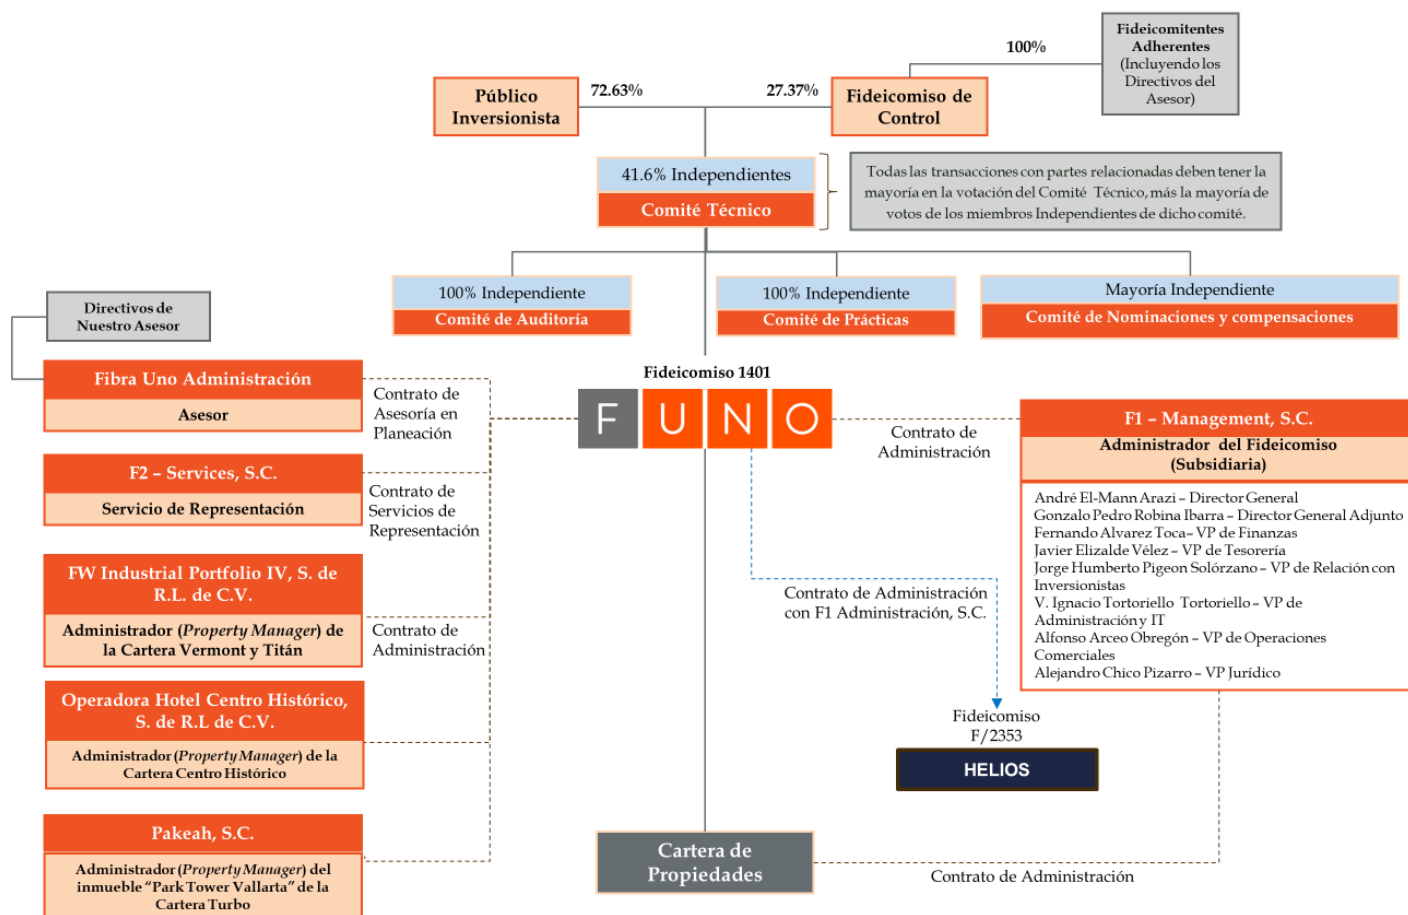 Fideicomitentes
Adherentes
(Incluyendo los
Directivos del
Asesor)
100%
Público
Inversionista
72.63%
27.37%
Fideicomiso de
Control
41.6% Independientes
Comité Técnico
Todas las transacciones con partes relacionadas deben tener la
mayoría en la votación del Comité Técnico, más la mayoría de
votos de los miembros Independientes de dicho comité.
100% Independiente
Comité de Auditoría
100% Independiente
Comité de Prácticas
Mayoría Independiente
Comité de Nominaciones y compensaciones
Directivos de
Nuestro Asesor
Fibra Uno Administración
Asesor
Contrato de
Asesoría en
Planeación
F2 – Services, S.C.
Servicio de Representación
Contrato de
Servicios de
Representación
FW Industrial Portfolio IV, S. de
R.L. de C.V.
Administrador (Property Manager) de
la Cartera Vermont y Titán
Contrato de
Administración
Operadora Hotel Centro Histórico,
S. de R.L de C.V.
Administrador (Property Manager) de la
Cartera Centro Histórico
Pakeah, S.C.
Administrador (Property Manager) del
inmueble “Park Tower Vallarta” de la
Cartera Turbo
Fideicomiso 1401
FUNO
Contrato de
Administración
F1 – Management, S.C.
Administrador del Fideicomiso
(Subsidiaria)
André El-Mann Arazi – Director General
Gonzalo Pedro Robina Ibarra – Director General Adjunto
Fernando Alvarez Toca– VP de Finanzas
Javier Elizalde Vélez – VP de Tesorería
Jorge Humberto Pigeon Solórzano – VP de Relación con
Inversionistas
V. Ignacio Tortoriello Tortoriello – VP de
Administración y IT
Alfonso Arceo Obregón – VP de Operaciones
Comerciales
Alejandro Chico Pizarro – VP Jurídico
Contrato de Administración
con F1 Administración, S.C.
Fideicomiso
F/2353
HELIOS
Cartera de
Propiedades
Contrato de Administración